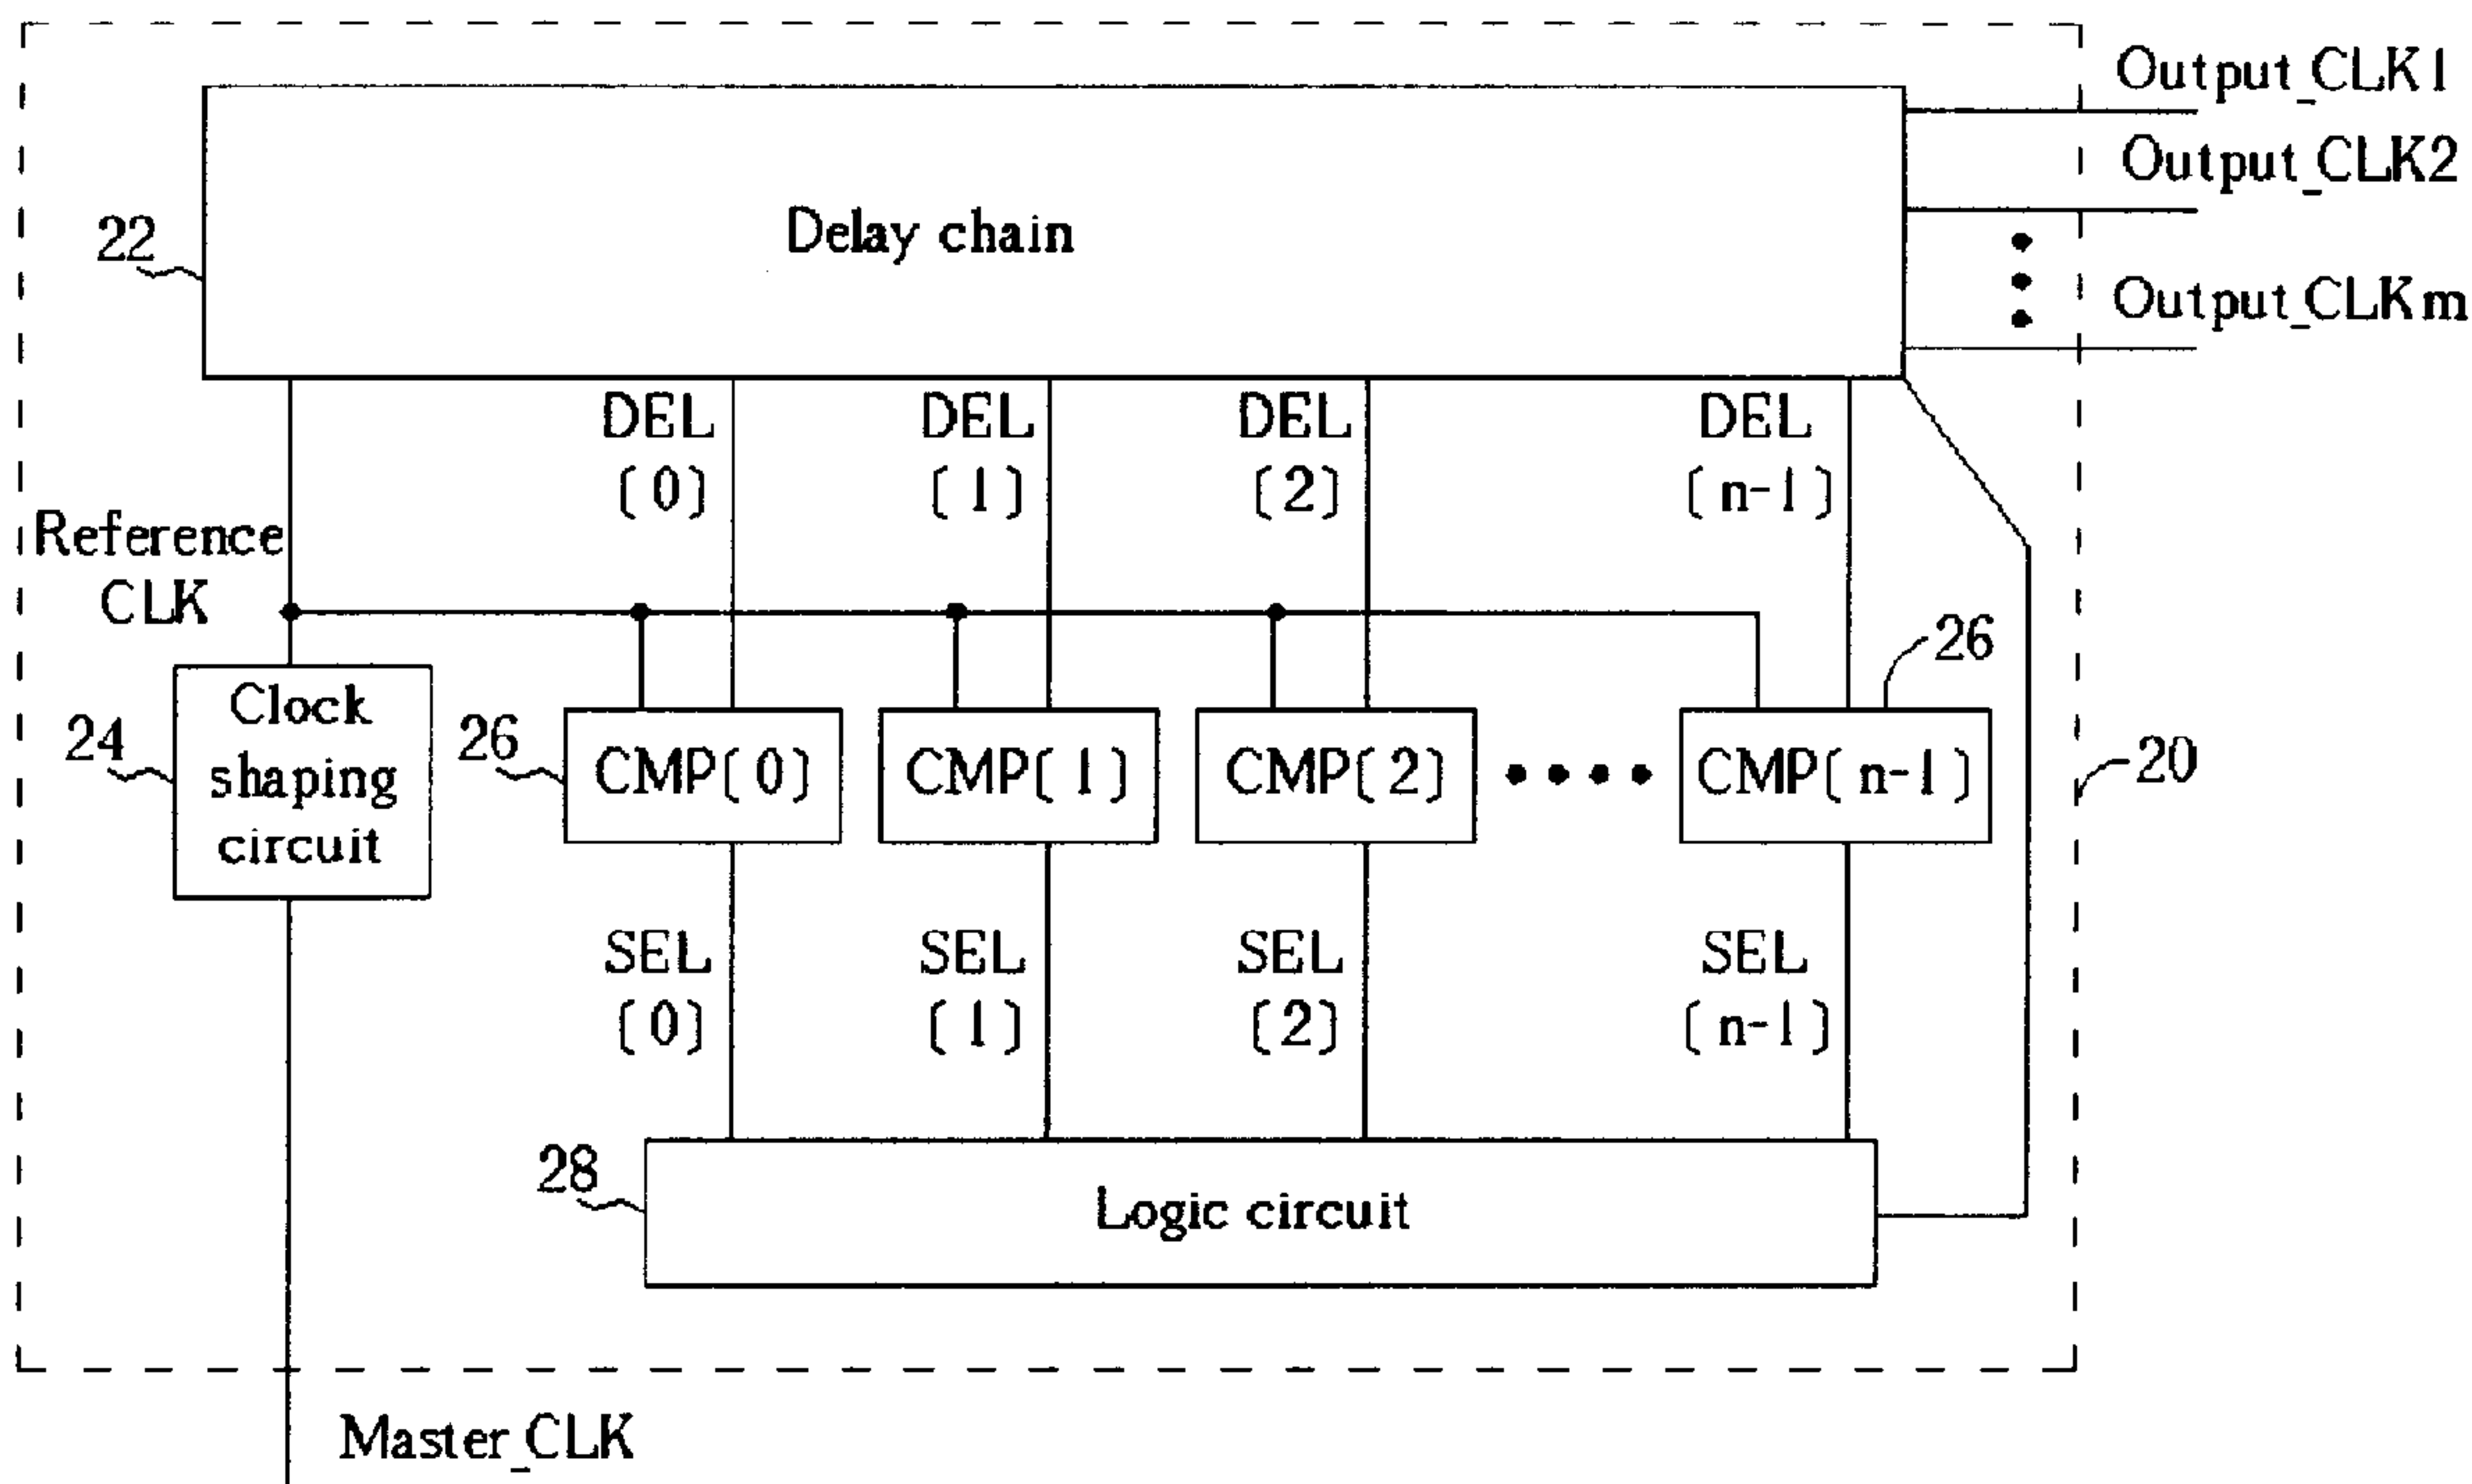 Output_CLK1
Output_CLK2
Output_CLKm
22
Delay chain
DEL
[0]
DEL
[1]
DEL
[2]
DEL
[n-1]
Reference
CLK
24
Clock
shaping
circuit
26
CMP[0]
CMP[1]
CMP[2]
CMP[n-1]
26
20
SEL
[0]
SEL
[1]
SEL
[2]
SEL
[n-1]
28
Logic circuit
Master_CLK